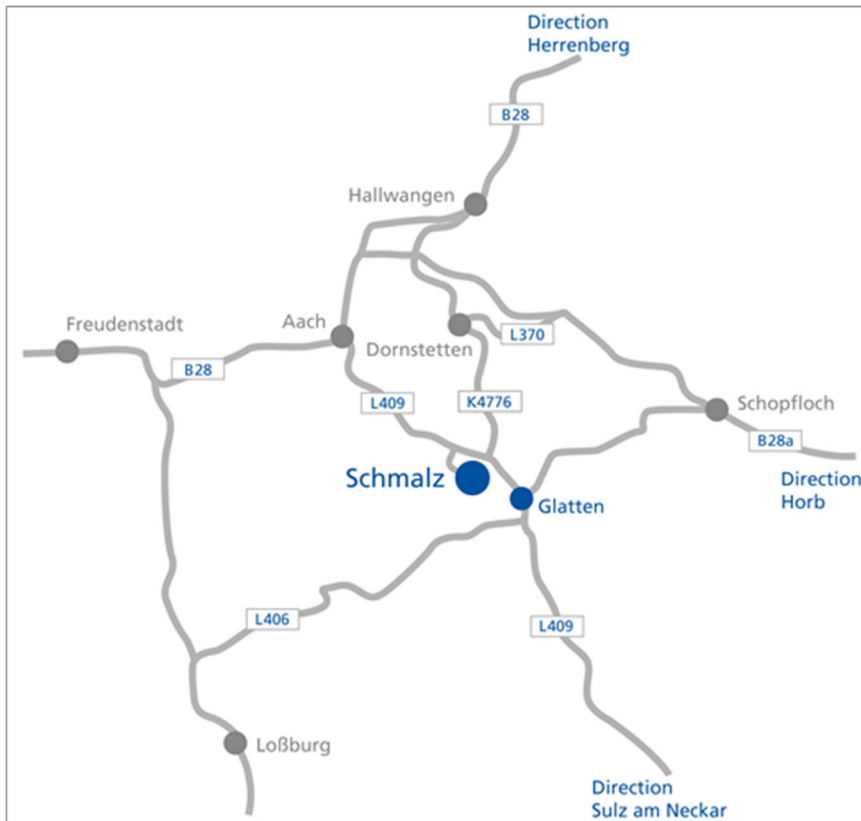 Direction
Herrenberg
B28
Hallwangen
Freudenstadt
Aach
Dornstetten
L370
B28
L409
K4776
Schopfloch
B28a
Schmalz
Direction
Horb
Glatten
L406
L409
Loßburg
Direction
Sulz am Neckar